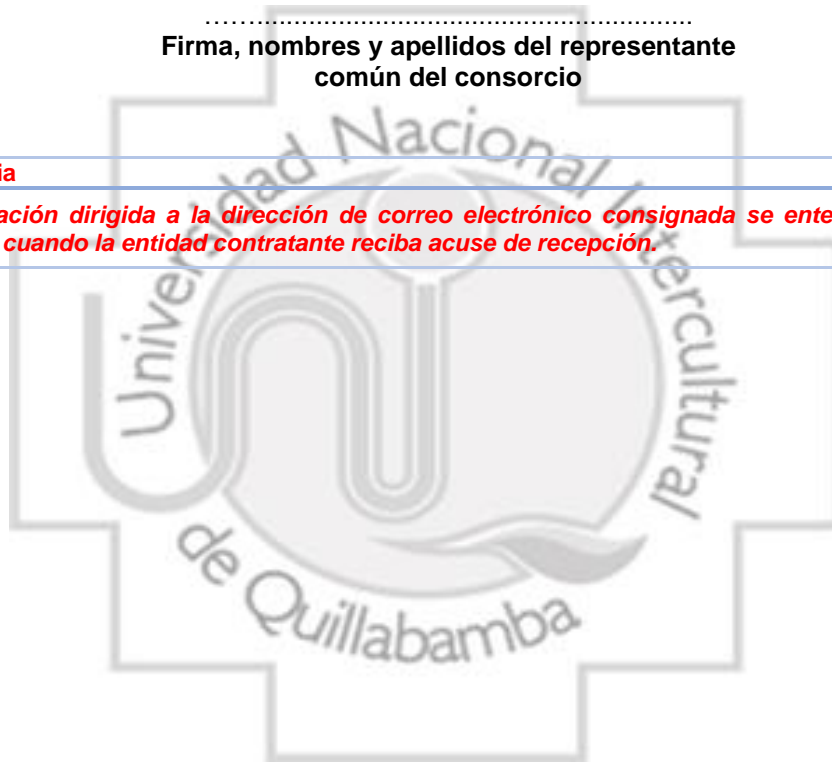 ……...........................................................
Firma, nombres y apellidos del representante
común del consorcio
ia
ación dirigida a la dirección de correo electrónico consignada se ente
cuando la entidad contratante reciba acuse de recepción.
Universidad Nacional Intercultural
de Quillabamba